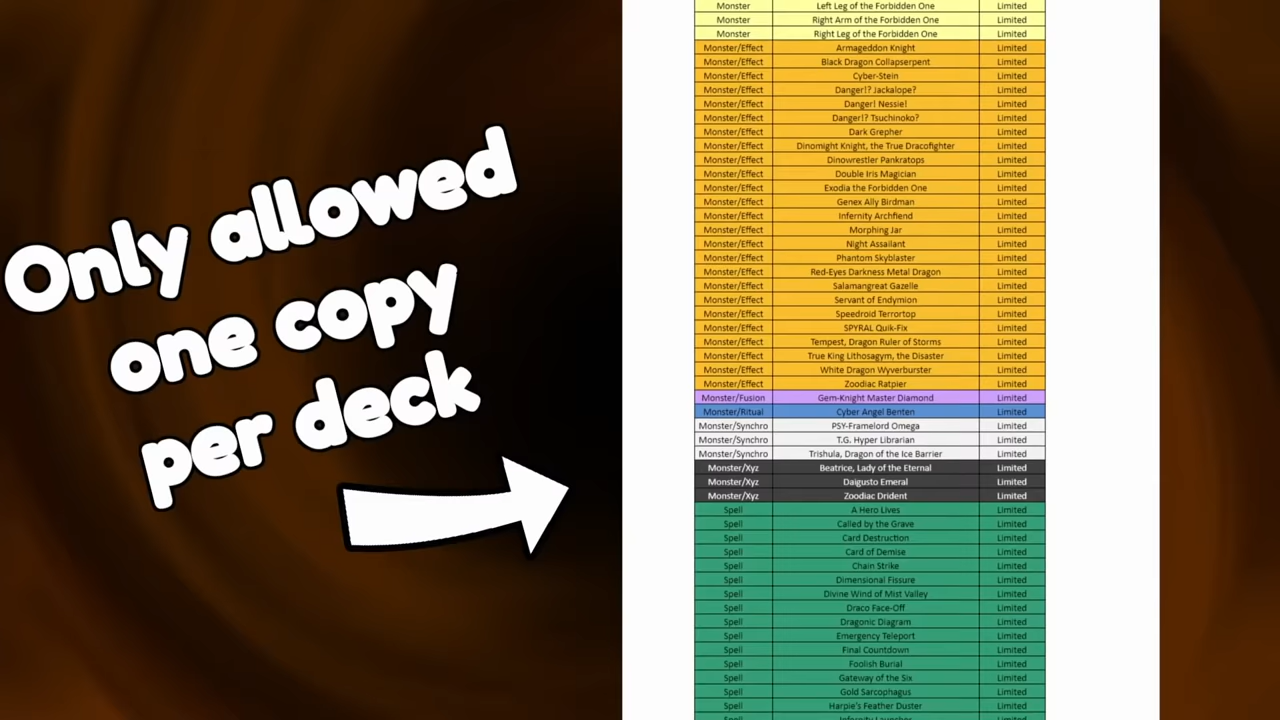 Only allowed
one copy
per deck
Monster Left Leg of the Forbidden One Limited
Monster Right Arm of the Forbidden One Limited
Monster Right Leg of the Forbidden One Limited
Monster/Effect Armageddon Knight Limited
Monster/Effect Black Dragon Collapserpent Limited
Monster/Effect Cyber-Stein Limited
Monster/Effect Danger!? Jackalope? Limited
Monster/Effect Danger! Nessie! Limited
Monster/Effect Danger!? Tsuchinoko? Limited
Monster/Effect Dark Grepher Limited
Monster/Effect Dinomight Knight, the True Dracofighter Limited
Monster/Effect Dinowrestler Pankratops Limited
Monster/Effect Double Iris Magician Limited
Monster/Effect Exodia the Forbidden One Limited
Monster/Effect Genex Ally Birdman Limited
Monster/Effect Infernity Archfiend Limited
Monster/Effect Morphing Jar Limited
Monster/Effect Night Assailant Limited
Monster/Effect Phantom Skyblaster Limited
Monster/Effect Red-Eyes Darkness Metal Dragon Limited
Monster/Effect Salamangreat Gazelle Limited
Monster/Effect Servant of Endymion Limited
Monster/Effect Speedroid Terrortop Limited
Monster/Effect SPYRAL Quik-Fix Limited
Monster/Effect Tempest, Dragon Ruler of Storms Limited
Monster/Effect True King Lithosagym, the Disaster Limited
Monster/Effect White Dragon Wyverburster Limited
Monster/Effect Zoodiac Ratpier Limited
Monster/Fusion Gem-Knight Master Diamond Limited
Monster/Ritual Cyber Angel Benten Limited
Monster/Synchro PSY-Framelord Omega Limited
Monster/Synchro T.G. Hyper Librarian Limited
Monster/Synchro Trishula, Dragon of the Ice Barrier Limited
Monster/Xyz Beatrice, Lady of the Eternal Limited
Monster/Xyz Daigusto Emeral Limited
Monster/Xyz Zoodiac Drident Limited
Spell A Hero Lives Limited
Spell Called by the Grave Limited
Spell Card Destruction Limited
Spell Card of Demise Limited
Spell Chain Strike Limited
Spell Dimensional Fissure Limited
Spell Divine Wind of Mist Valley Limited
Spell Draco Face-Off Limited
Spell Dragonic Diagram Limited
Spell Emergency Teleport Limited
Spell Final Countdown Limited
Spell Foolish Burial Limited
Spell Gateway of the Six Limited
Spell Gold Sarcophagus Limited
Spell Harpie's Feather Duster Limited